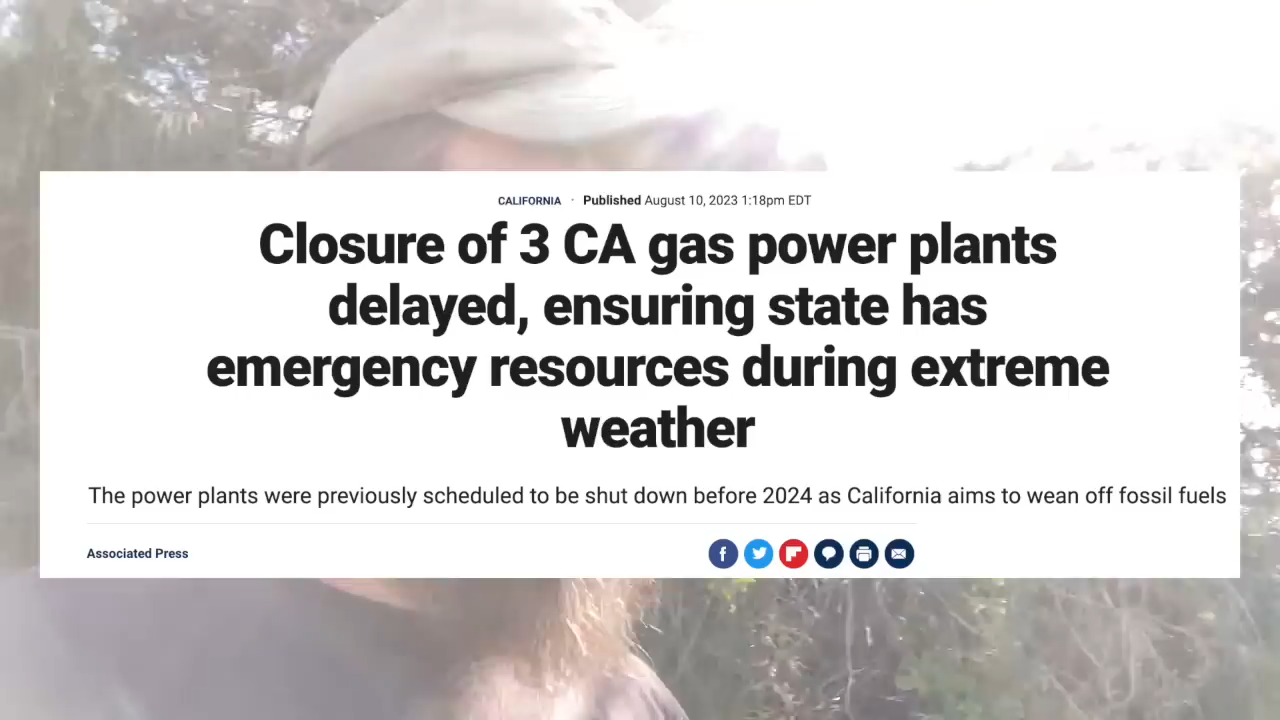 CALIFORNIA · Published August 10, 2023 1:18pm EDT
Closure of 3 CA gas power plants
delayed, ensuring state has
emergency resources during extreme
weather
The power plants were previously scheduled to be shut down before 2024 as California aims to wean off fossil fuels
Associated Press